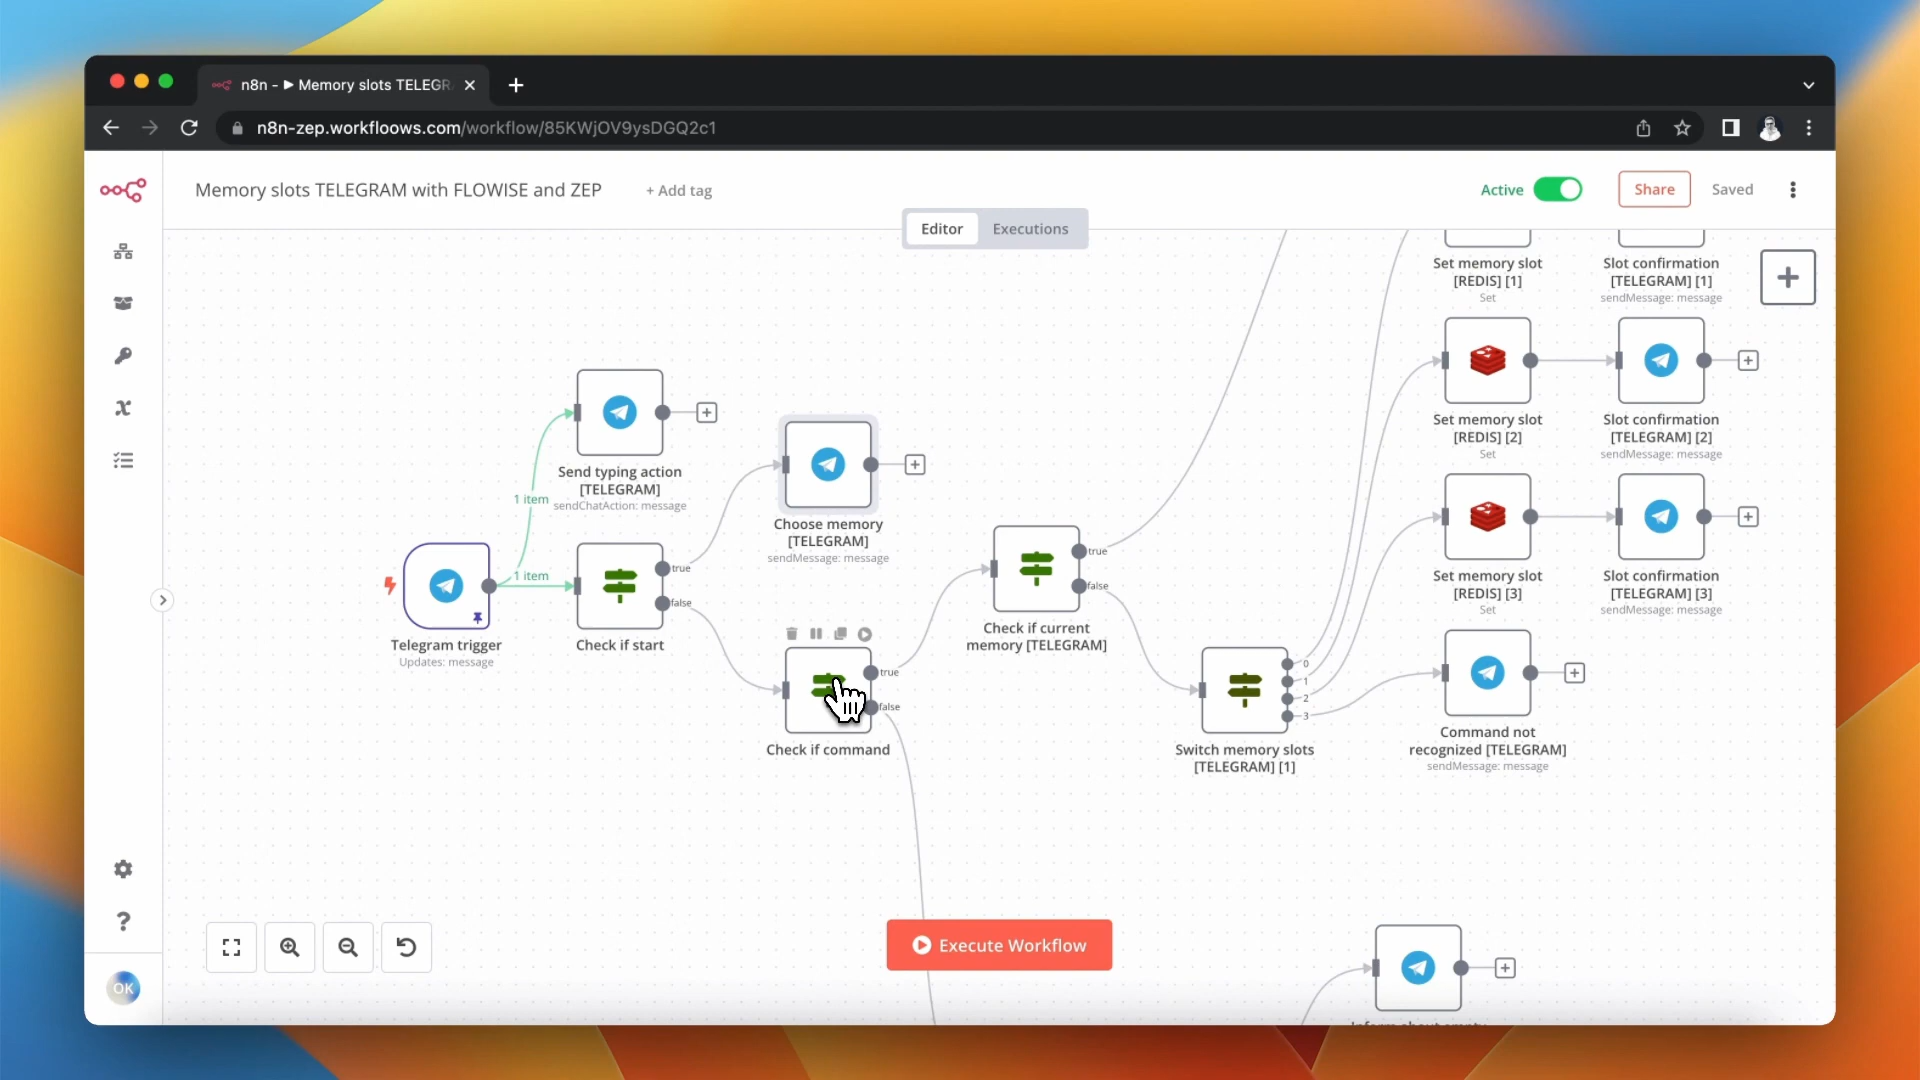 n8n - ▶ Memory slots TELEGR
n8n-zep.workfloows.com/workflow/85KWjOV9ysDGQ2c1
Memory slots TELEGRAM with FLOWISE and ZEP
+ Add tag
Active
Share
Saved
Editor
Executions
Set memory slot
[REDIS] [1]
Set
Slot confirmation
[TELEGRAM] [1]
sendMessage: message
Set memory slot
[REDIS] [2]
Set
Slot confirmation
[TELEGRAM] [2]
sendMessage: message
Send typing action
[TELEGRAM]
sendChatAction: message
1 item
1 item
Choose memory
[TELEGRAM]
sendMessage: message
Telegram trigger
Updates: message
true
false
Check if start
true
false
Check if command
true
false
Check if current
memory [TELEGRAM]
Set memory slot
[REDIS] [3]
Set
Slot confirmation
[TELEGRAM] [3]
sendMessage: message
0
1
2
3
Switch memory slots
[TELEGRAM] [1]
Command not
recognized [TELEGRAM]
sendMessage: message
Execute Workflow
OK
Inform about empty